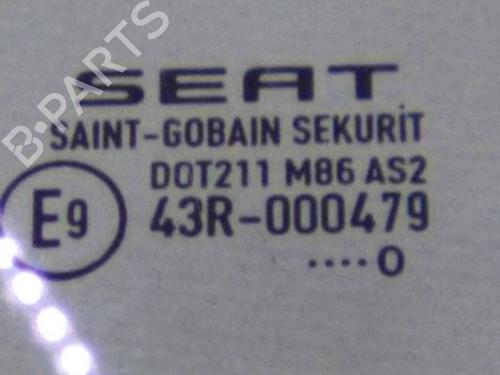 B-PARTS
SEAT
SAINT-GOBAIN SEKURIT
DOT211 M86 AS2
E9
43R-000479
....0